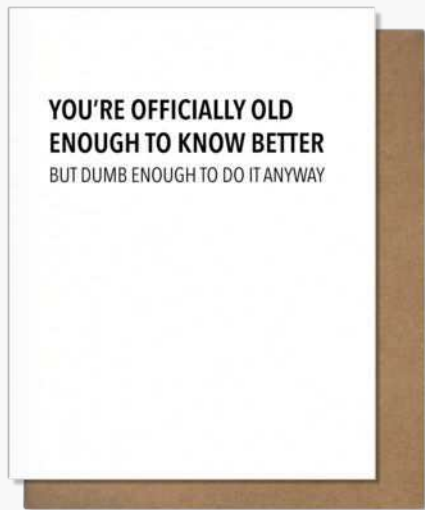 YOU'RE OFFICIALLY OLD
ENOUGH TO KNOW BETTER
BUT DUMB ENOUGH TO DO IT ANYWAY